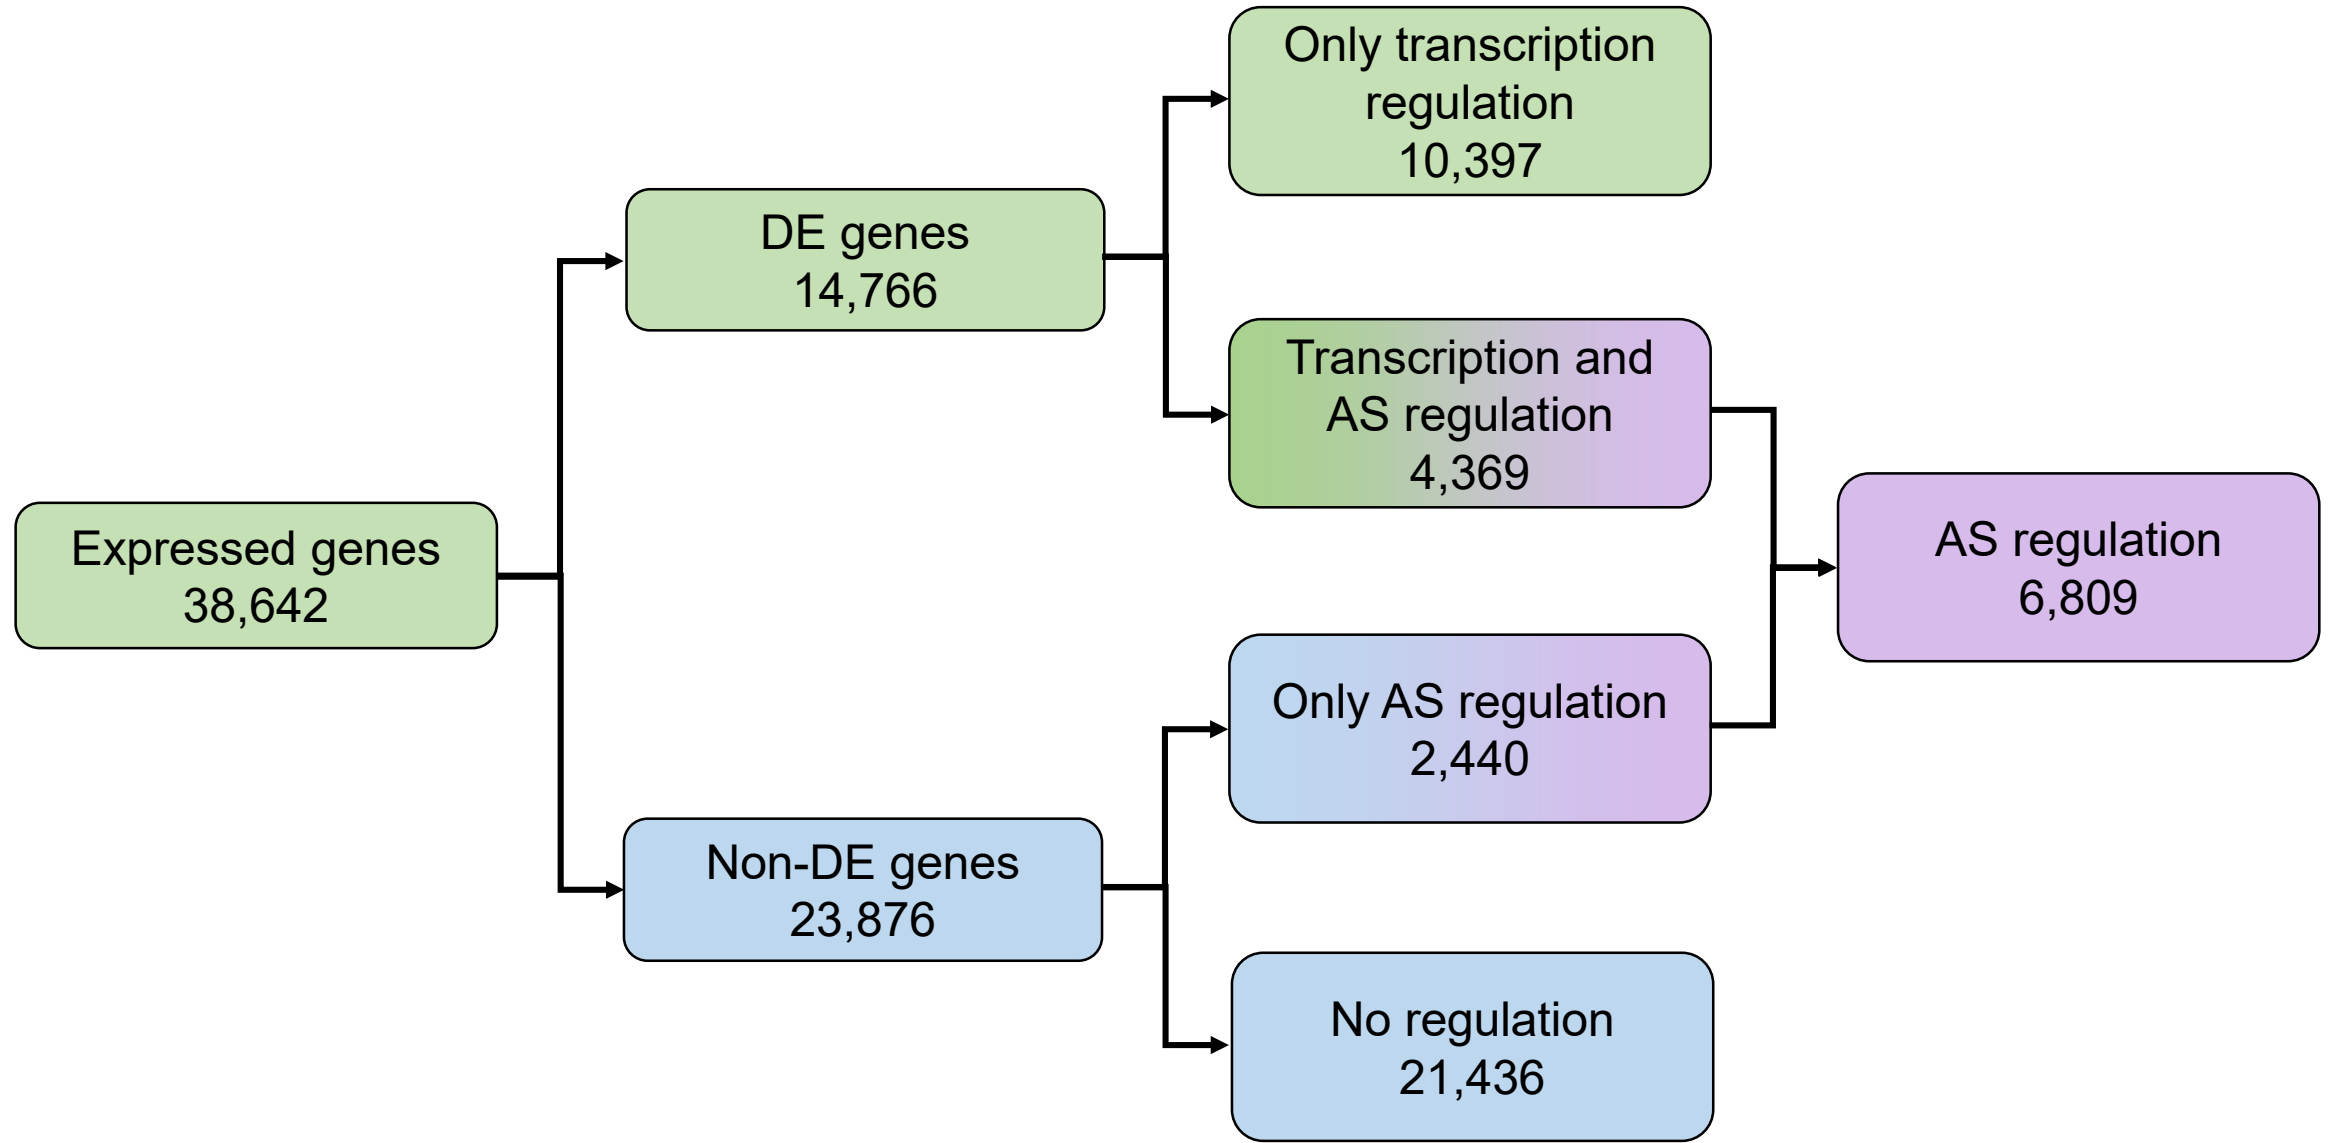 Only transcription
regulation
10,397
DE genes
14,766
Transcription and
AS regulation
4,369
Expressed genes
38,642
AS regulation
6,809
Only AS regulation
2,440
Non-DE genes
23,876
No regulation
21,436